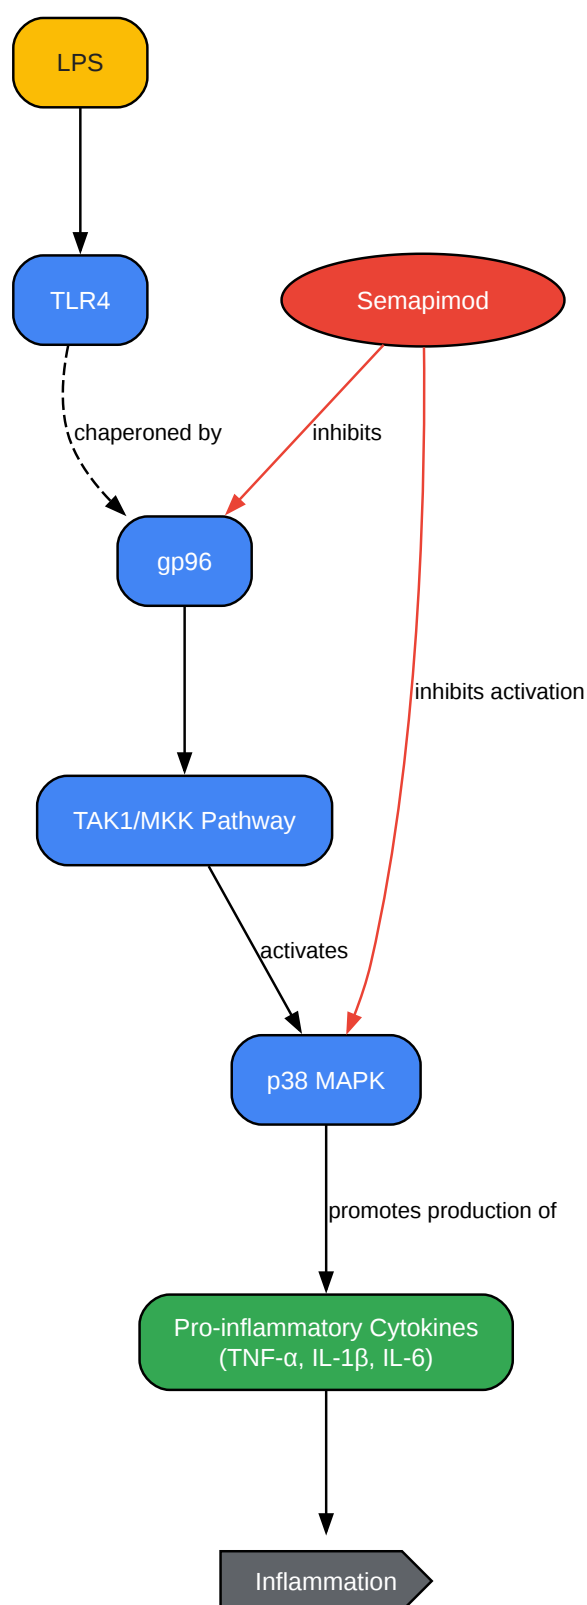 LPS
TLR4
Semapimod
chaperoned by
inhibits
gp96
inhibits activation
TAK1/MKK Pathway
activates
p38 MAPK
promotes production of
Pro-inflammatory Cytokines
(TNF-α, IL-1β, IL-6)
Inflammation